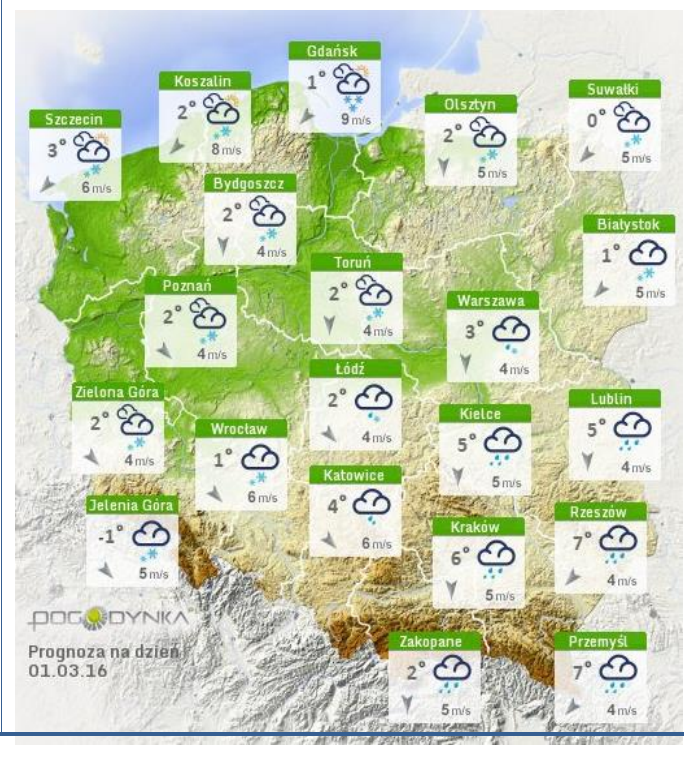 Gdańsk
1°
9 m/s
Koszalin
2°
8 m/s
Suwałki
0°
5 m/s
Olsztyn
2°
5 m/s
Szczecin
3°
6 m/s
Bydgoszcz
2°
4 m/s
Białystok
1°
5 m/s
Toruń
2°
4 m/s
Poznań
2°
4 m/s
Warszawa
3°
4 m/s
Łódź
2°
4 m/s
Zielona Góra
2°
4 m/s
Lublin
5°
4 m/s
Kielce
5°
5 m/s
Wrocław
1°
6 m/s
Katowice
4°
6 m/s
Jelenia Góra
-1°
5 m/s
Rzeszów
7°
4 m/s
Kraków
6°
5 m/s
POGODYNKA
Prognoza na dzień
01.03.16
Zakopane
2°
5 m/s
Przemyśl
7°
4 m/s